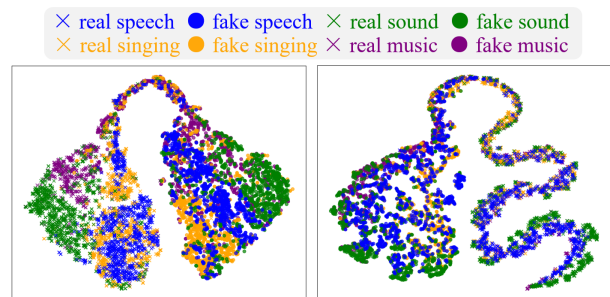 × real speech ● fake speech × real sound ● fake sound
× real singing ● fake singing × real music ● fake music